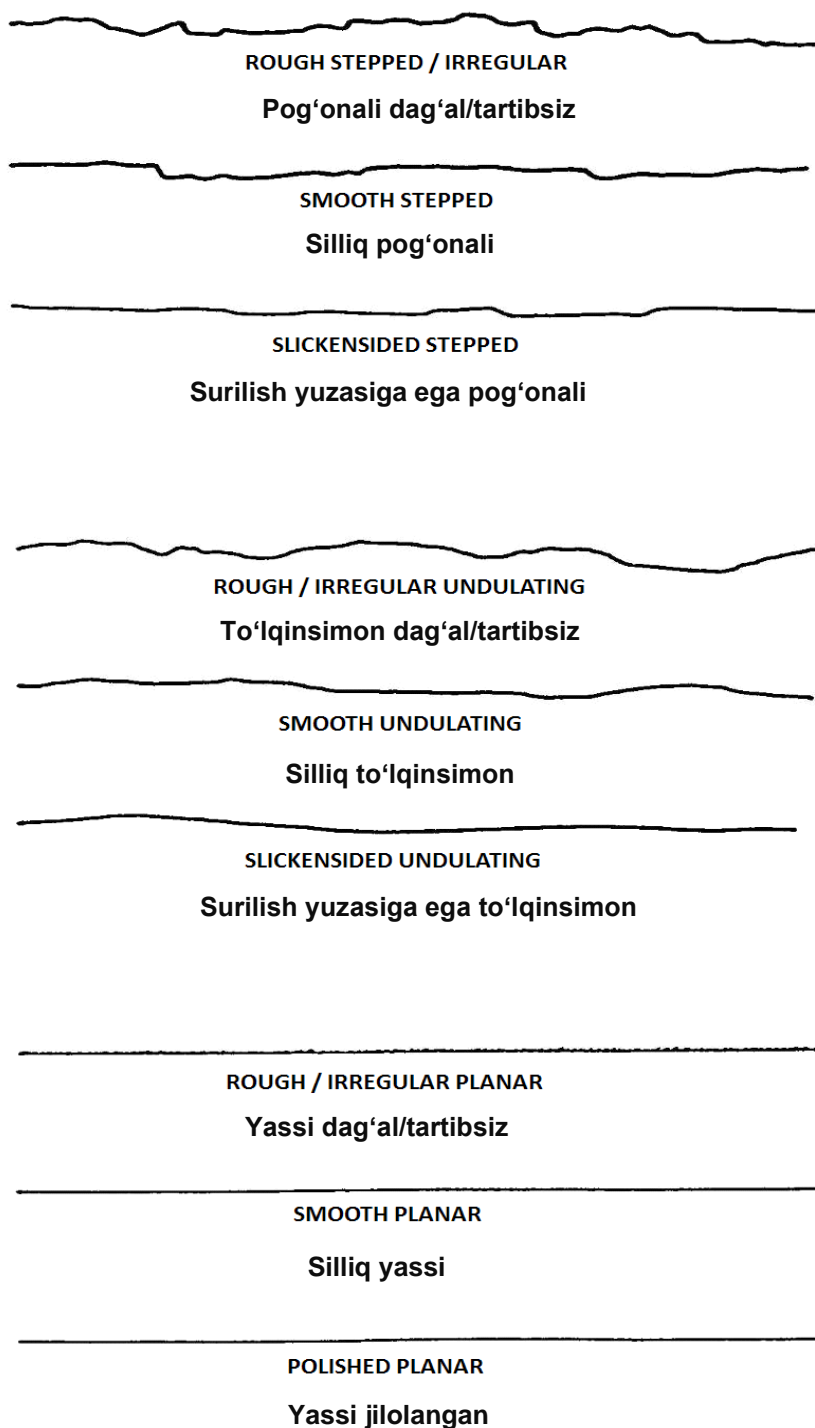 ROUGH STEPPED / IRREGULAR
Pog‘onali dag‘al/tartibsiz
SMOOTH STEPPED
Silliq pog‘onali
SLICKENSIDED STEPPED
Surilish yuzasiga ega pog‘onali
ROUGH / IRREGULAR UNDULATING
To‘lqinsimon dag‘al/tartibsiz
SMOOTH UNDULATING
Silliq to‘lqinsimon
SLICKENSIDED UNDULATING
Surilish yuzasiga ega to‘lqinsimon
ROUGH / IRREGULAR PLANAR
Yassi dag‘al/tartibsiz
SMOOTH PLANAR
Silliq yassi
POLISHED PLANAR
Yassi jilolangan